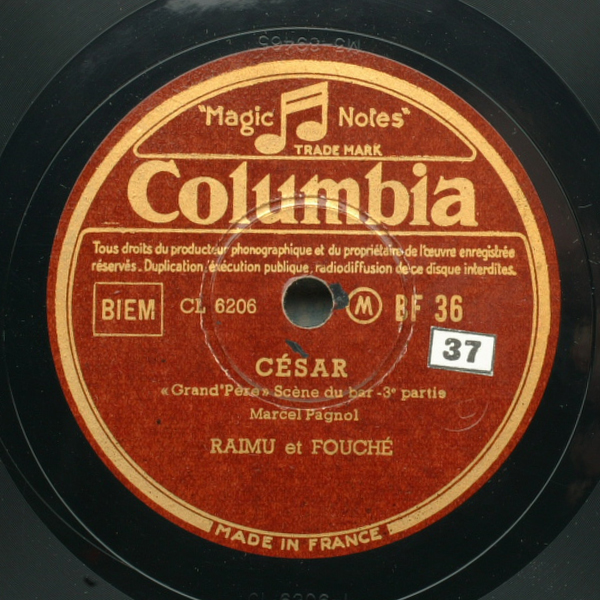 "Magic Notes"
TRADE MARK
Columbia
Tous droits du producteur phonographique et du propriétaire de l'œuvre enregistrée
réservés. Duplication, exécution publique, radiodiffusion de ce disque interdites.
BIEM CL 6206 M BF 36
37
CÉSAR
«Grand'Père» Scène du bar - 3e partie
Marcel Pagnol
RAIMU et FOUCHÉ
MADE IN FRANCE
CL 6206